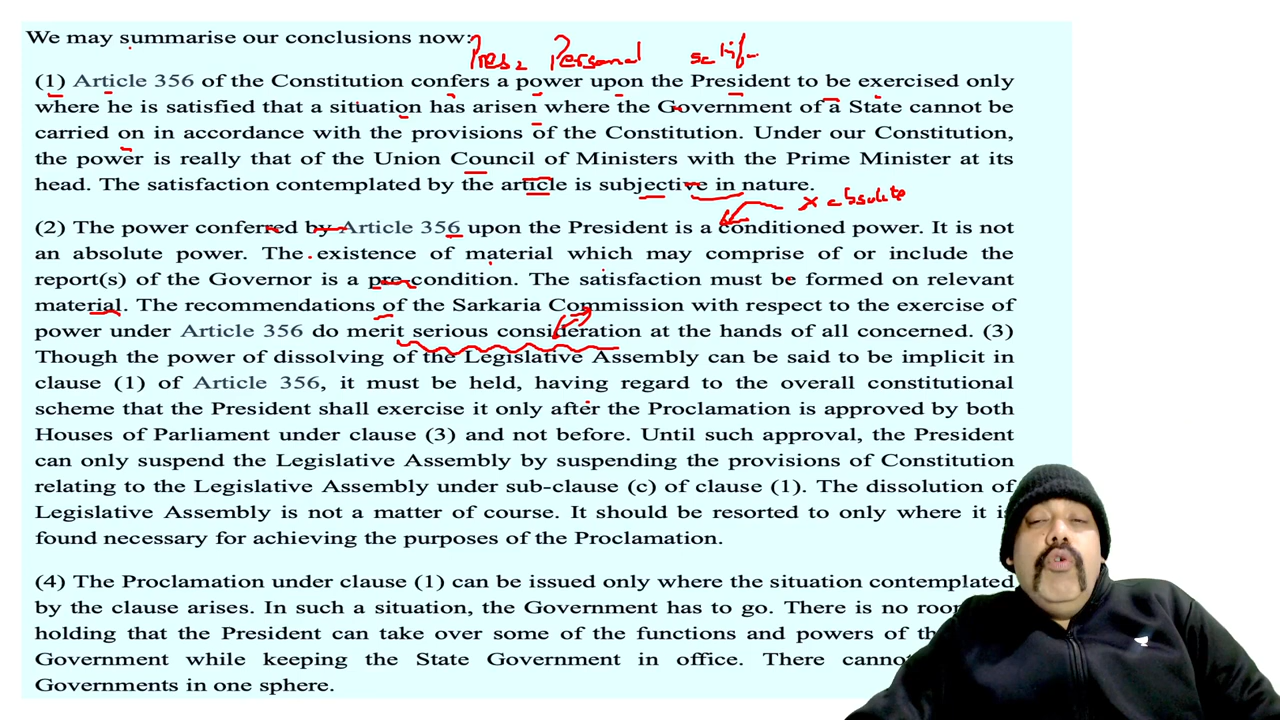 We may summarise our conclusions now:
Pres Personal satisf
(1) Article 356 of the Constitution confers a power upon the President to be exercised only
where he is satisfied that a situation has arisen where the Government of a State cannot be
carried on in accordance with the provisions of the Constitution. Under our Constitution,
the power is really that of the Union Council of Ministers with the Prime Minister at its
head. The satisfaction contemplated by the article is subjective in nature.
x absolute
(2) The power conferred by Article 356 upon the President is a conditioned power. It is not
an absolute power. The existence of material which may comprise of or include the
report(s) of the Governor is a pre-condition. The satisfaction must be formed on relevant
material. The recommendations of the Sarkaria Commission with respect to the exercise of
power under Article 356 do merit serious consideration at the hands of all concerned. (3)
Though the power of dissolving of the Legislative Assembly can be said to be implicit in
clause (1) of Article 356, it must be held, having regard to the overall constitutional
scheme that the President shall exercise it only after the Proclamation is approved by both
Houses of Parliament under clause (3) and not before. Until such approval, the President
can only suspend the Legislative Assembly by suspending the provisions of Constitution
relating to the Legislative Assembly under sub-clause (c) of clause (1). The dissolution of
Legislative Assembly is not a matter of course. It should be resorted to only where it is
found necessary for achieving the purposes of the Proclamation.
(4) The Proclamation under clause (1) can be issued only where the situation contemplated
by the clause arises. In such a situation, the Government has to go. There is no
holding that the President can take over some of the functions and powers of
Government while keeping the State Government in office. There
Governments in one sphere.